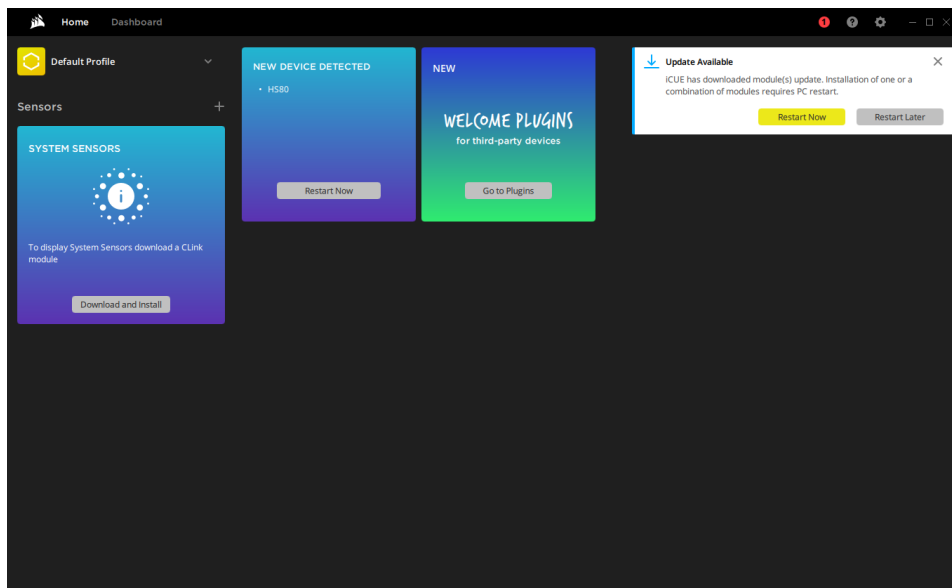 Home
Dashboard
1
?
Default Profile
Sensors
SYSTEM SENSORS
i
To display System Sensors download a CLink
module
Download and Install
NEW DEVICE DETECTED
• HS80
Restart Now
NEW
WELCOME PLUGINS
for third-party devices
Go to Plugins
Update Available
iCUE has downloaded module(s) update. Installation of one or a
combination of modules requires PC restart.
Restart Now
Restart Later